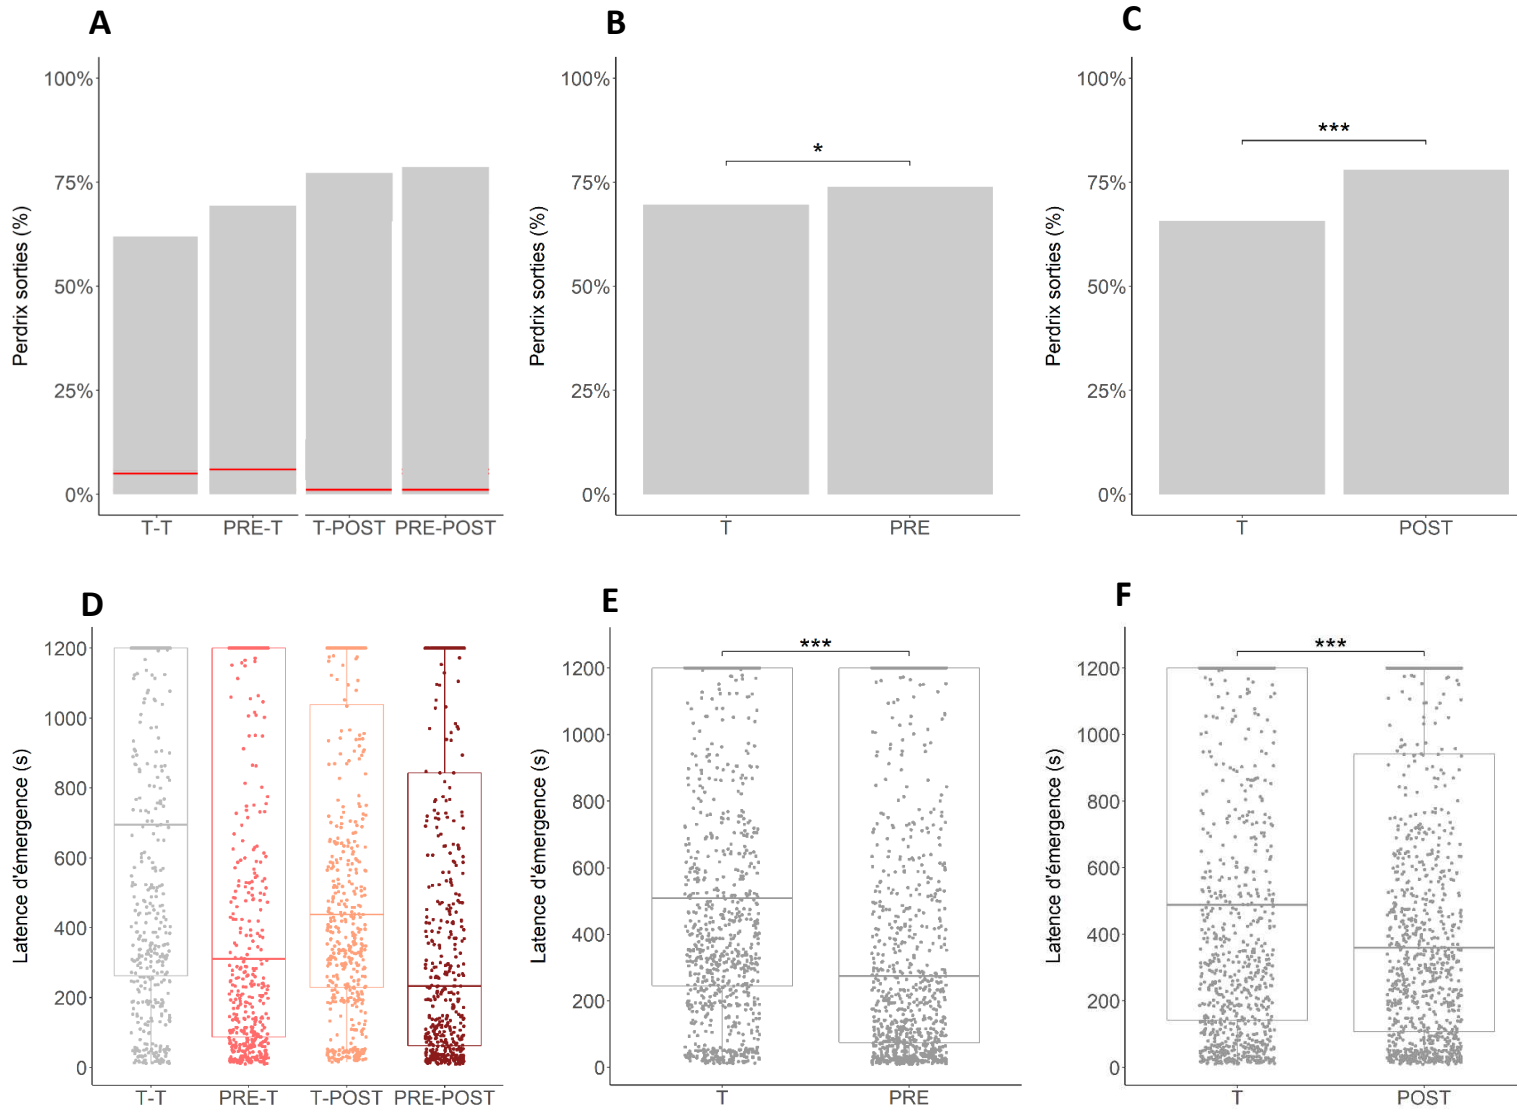 A
Perdrix sorties (%)
100%
75%
50%
25%
0%
T-T
PRE-T
T-POST
PRE-POST
B
Perdrix sorties (%)
100%
75%
50%
25%
0%
*
T
PRE
C
Perdrix sorties (%)
100%
75%
50%
25%
0%
***
T
POST
D
Latence d'émergence (s)
1200
1000
800
600
400
200
0
T-T
PRE-T
T-POST
PRE-POST
E
Latence d'émergence (s)
1200
1000
800
600
400
200
0
***
T
PRE
F
Latence d'émergence (s)
1200
1000
800
600
400
200
0
***
T
POST